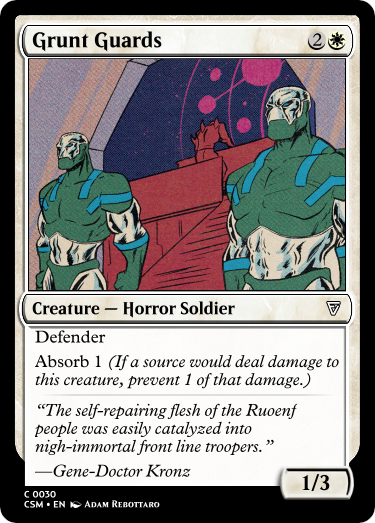 Grunt Guards 2
Creature — Horror Soldier
Defender
Absorb 1 (If a source would deal damage to
this creature, prevent 1 of that damage.)
“The self-repairing flesh of the Ruoenf
people was easily catalyzed into
nigh-immortal front line troopers.”
—Gene-Doctor Kronz
1/3
C 0030
CSM • EN Adam Rebottaro